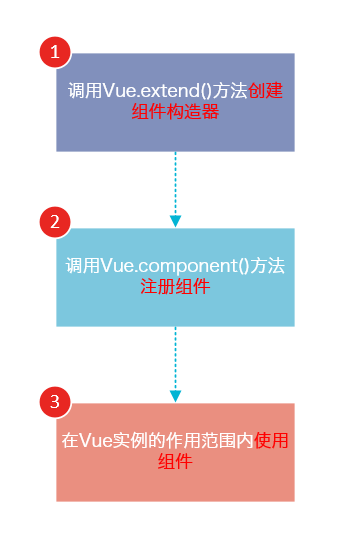 1
调用Vue.extend()方法创建
组件构造器
2
调用Vue.component()方法
注册组件
3
在Vue实例的作用范围内使用
组件